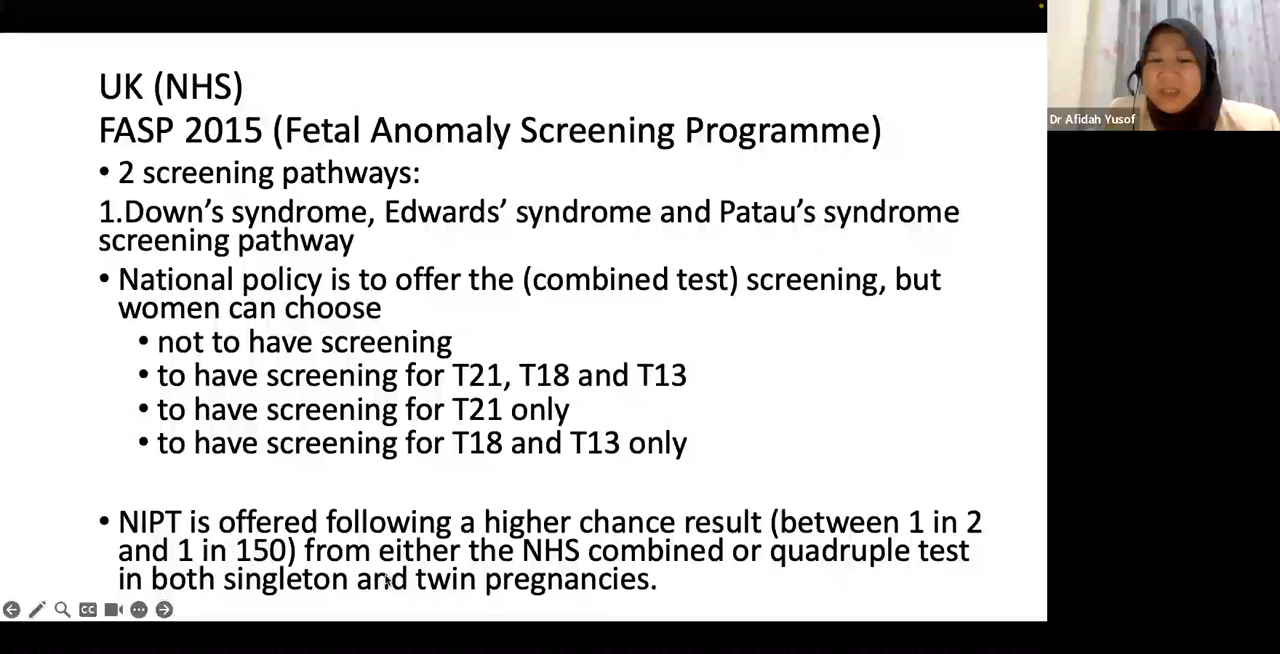 UK (NHS)
FASP 2015 (Fetal Anomaly Screening Programme)
• 2 screening pathways:
1.Down’s syndrome, Edwards’ syndrome and Patau’s syndrome
screening pathway
• National policy is to offer the (combined test) screening, but
women can choose
• not to have screening
• to have screening for T21, T18 and T13
• to have screening for T21 only
• to have screening for T18 and T13 only
• NIPT is offered following a higher chance result (between 1 in 2
and 1 in 150) from either the NHS combined or quadruple test
in both singleton and twin pregnancies.
CC
Dr Afidah Yusof